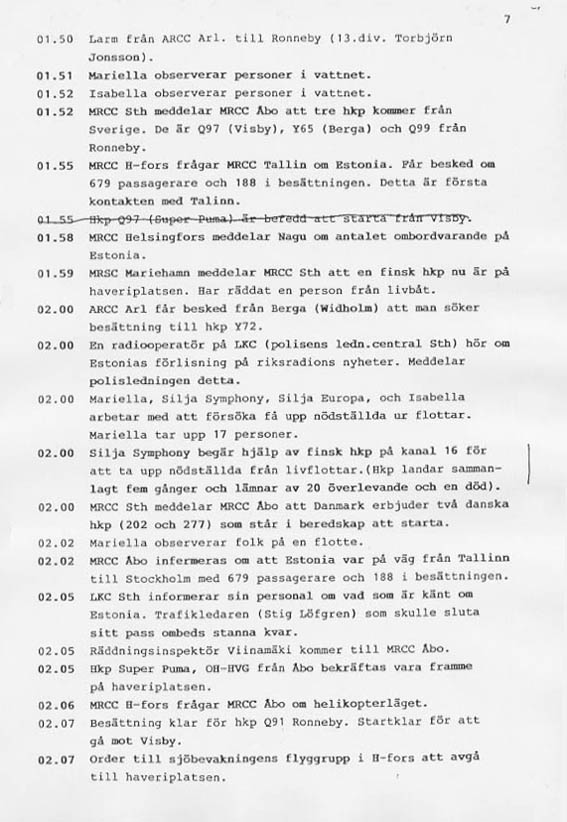 7
01.50 Larm från ARCC Arl. till Ronneby (13.div. Torbjörn
Jonsson).
01.51 Mariella observerar personer i vattnet.
01.52 Isabella observerar personer i vattnet.
01.52 MRCC Sth meddelar MRCC Åbo att tre hkp kommer från
Sverige. De är Q97 (Visby), Y65 (Berga) och Q99 från
Ronneby.
01.55 MRCC H-fors frågar MRCC Tallin om Estonia. Får besked om
679 passagerare och 188 i besättningen. Detta är första
kontakten med Talinn.
01.55 Hkp Q97 (Super Puma) är beredd att starta från Visby.
01.58 MRCC Helsingfors meddelar Nagu om antalet ombordvarande på
Estonia.
01.59 MRSC Mariehamn meddelar MRCC Sth att en finsk hkp nu är på
haveriplatsen. Har räddat en person från livbåt.
02.00 ARCC Arl får besked från Berga (Widholm) att man söker
besättning till hkp Y72.
02.00 En radiooperatör på LKC (polisens ledn.central Sth) hör om
Estonias förlisning på riksradions nyheter. Meddelar
polisledningen detta.
02.00 Mariella, Silja Symphony, Silja Europa, och Isabella
arbetar med att försöka få upp nödställda ur flottar.
Mariella tar upp 17 personer.
02.00 Silja Symphony begär hjälp av finsk hkp på kanal 16 för
att ta upp nödställda från livflottar.(Hkp landar samman-
lagt fem gånger och lämnar av 20 överlevande och en död).
02.00 MRCC Sth meddelar MRCC Åbo att Danmark erbjuder två danska
hkp (202 och 277) som står i beredskap att starta.
02.02 Mariella observerar folk på en flotte.
02.02 MRCC Åbo infermeras om att Estonia var på väg från Tallinn
till Stockholm med 679 passagerare och 188 i besättningen.
02.05 LKC Sth informerar sin personal om vad som är känt om
Estonia. Trafikledaren (Stig Löfgren) som skulle sluta
sitt pass ombeds stanna kvar.
02.05 Räddningsinspektör Viinamäki kommer till MRCC Åbo.
02.05 Hkp Super Puma, OH-HVG från Åbo bekräftas vara framme
på haveriplatsen.
02.06 MRCC H-fors frågar MRCC Åbo om helikopterläget.
02.07 Besättning klar för hkp Q91 Ronneby. Startklar för att
gå mot Visby.
02.07 Order till sjöbevakningens flyggrupp i H-fors att avgå
till haveriplatsen.